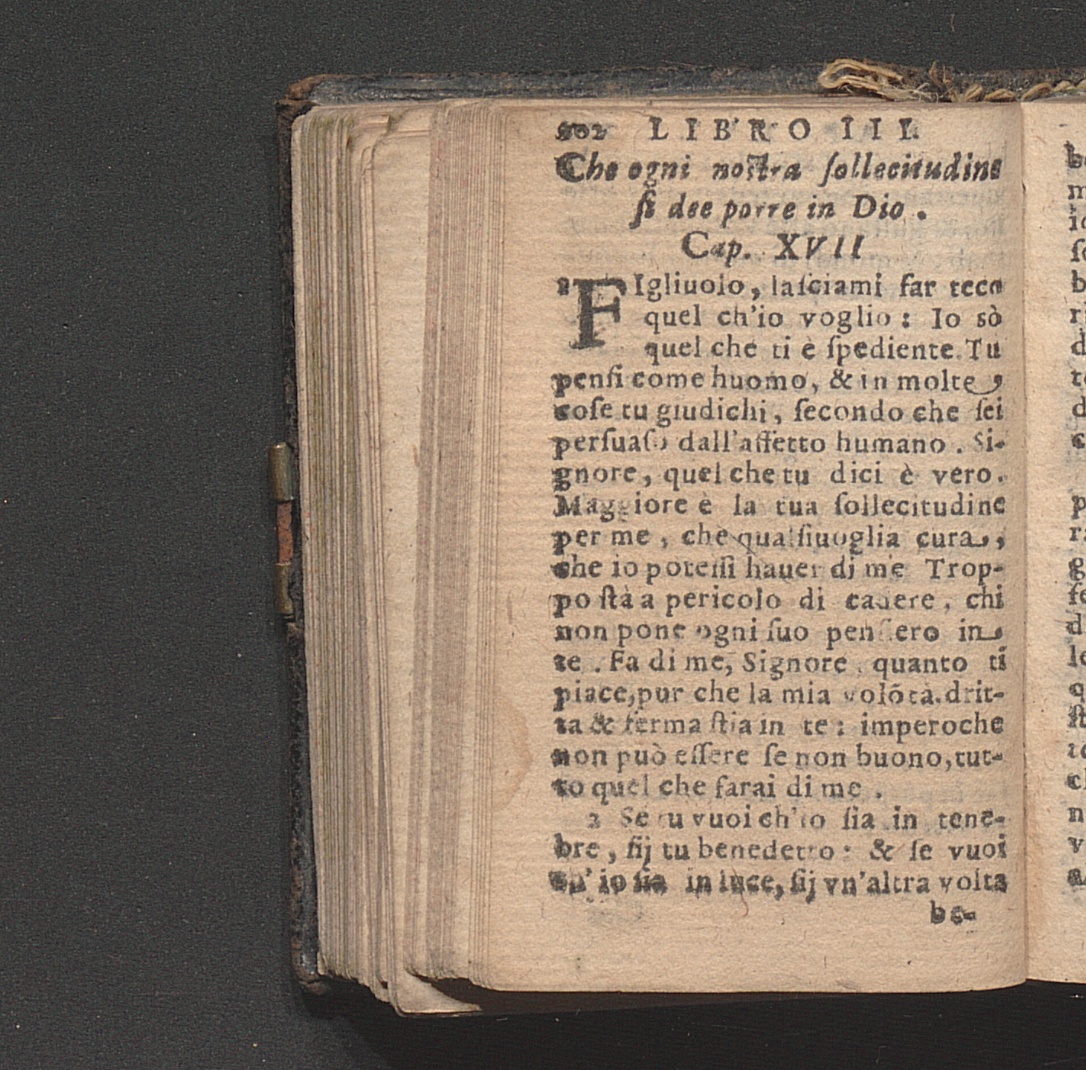 202 LIBRO III.
Che ogni noſtra ſollecitudine
ſi dee porre in Dio.
Cap. XVII
1 FIgliuolo, laſciami far teco
quel ch'io voglio: Io sò
quel che ti è ſpediente. Tu
penſi come huomo, & in molte
coſe tu giudichi, ſecondo che ſei
perſuaſo dall'affetto humano. Si-
gnore, quel che tu dici è vero.
Maggiore è la tua ſollecitudine
per me, che qualſiuoglia cura,
che io poteſſi hauer di me Trop-
po ſtà a pericolo di cadere, chi
non pone ogni ſuo penſiero in
te. Fa di me, Signore, quanto ti
piace, pur che la mia volõtà drit-
ta & ferma ſtia in te: imperoche
non può eſſere ſe non buono, tut-
to quel che farai di me.
2 Se tu vuoi ch'io ſia in tene-
bre, ſij tu benedetto: & ſe vuoi
ch'io ſia in luce, ſij vn'altra volta
be-